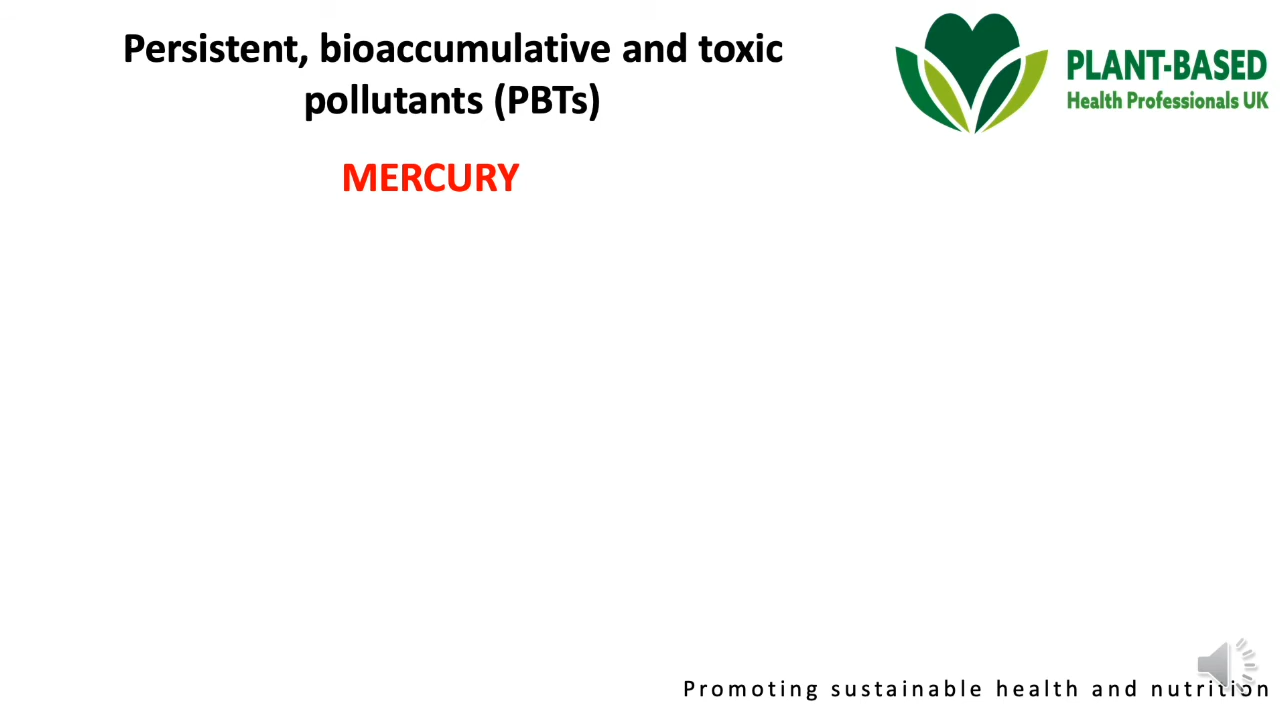 Persistent, bioaccumulative and toxic
pollutants (PBTs)
PLANT-BASED
Health Professionals UK
MERCURY
Promoting sustainable health and nutrition